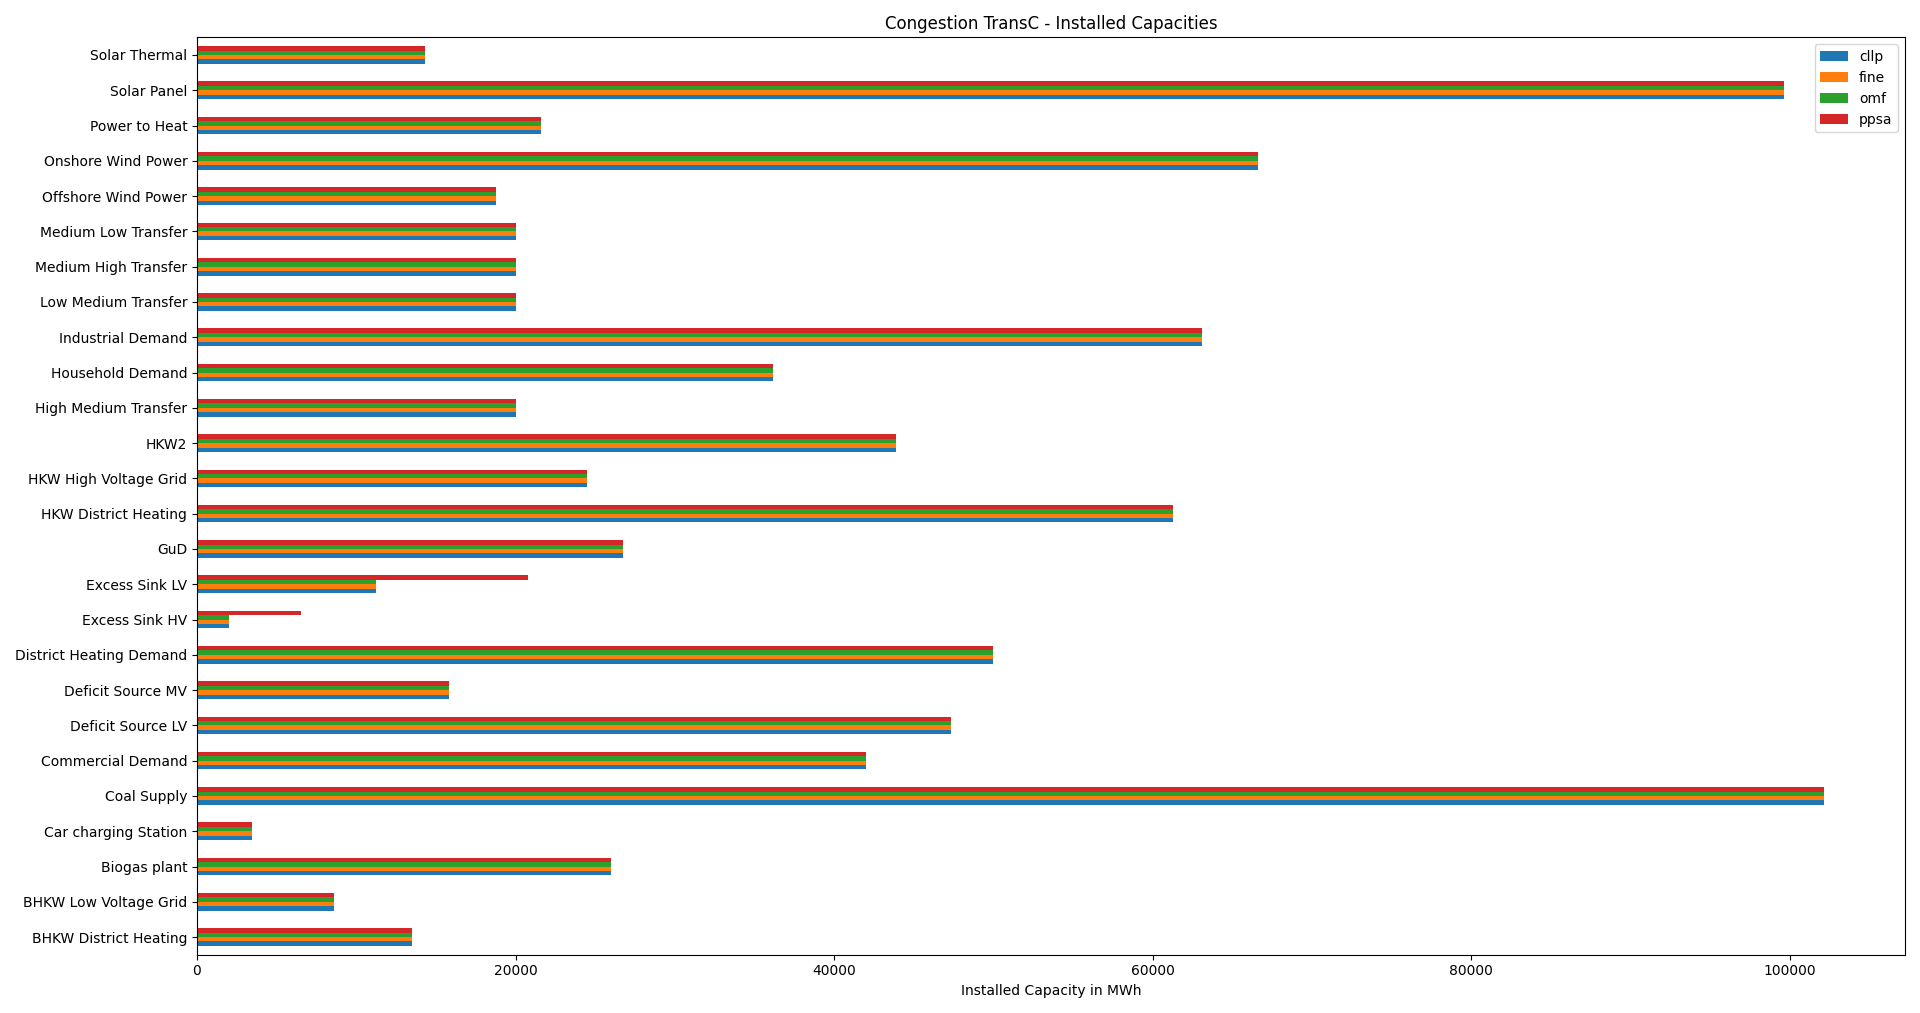 Congestion TransC - Installed Capacities
cllp
fine
omf
ppsa
Solar Thermal
Solar Panel
Power to Heat
Onshore Wind Power
Offshore Wind Power
Medium Low Transfer
Medium High Transfer
Low Medium Transfer
Industrial Demand
Household Demand
High Medium Transfer
HKW2
HKW High Voltage Grid
HKW District Heating
GuD
Excess Sink LV
Excess Sink HV
District Heating Demand
Deficit Source MV
Deficit Source LV
Commercial Demand
Coal Supply
Car charging Station
Biogas plant
BHKW Low Voltage Grid
BHKW District Heating
0 20000 40000 60000 80000 100000
Installed Capacity in MWh